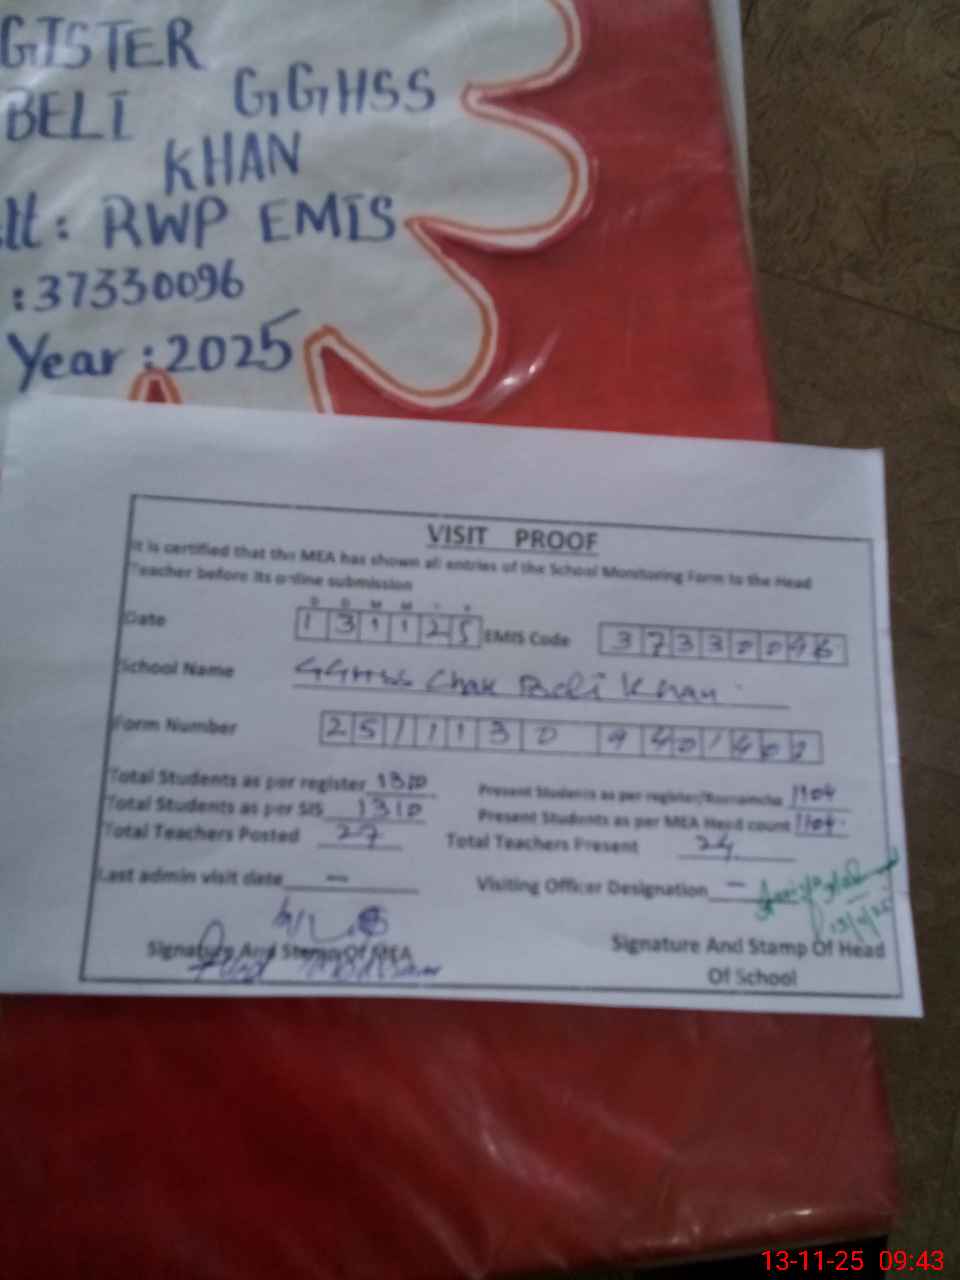 GISTER
BELI GGHSS
KHAN
tt: RWP EMIS
:37330096
Year :2025
VISIT PROOF
It is certified that the MEA has shown all entries of the School Monitoring Form to the Head
Teacher before its online submission
D D M M Y Y
Date 1 3 1 1 2 5 EMIS Code 3 7 3 3 0 0 9 6
School Name GGHSS Chak Beli Khan
Form Number 2 5 1 1 1 3 0 9 4 0 1 4 0 2
Total Students as per register 1310 Present Students as per register/Roznamcha 1104
Total Students as per SIS 1310 Present Students as per MEA Head count 1104
Total Teachers Posted 27 Total Teachers Present 24
Last admin visit date — Visiting Officer Designation —
Signature And Stamp Of MEA Signature And Stamp Of Head
Of School
13-11-25 09:43